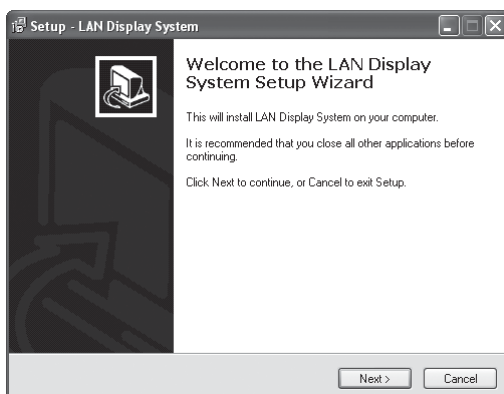 Setup - LAN Display System
Welcome to the LAN Display
System Setup Wizard
This will install LAN Display System on your computer.
It is recommended that you close all other applications before
continuing.
Click Next to continue, or Cancel to exit Setup.
Next >
Cancel